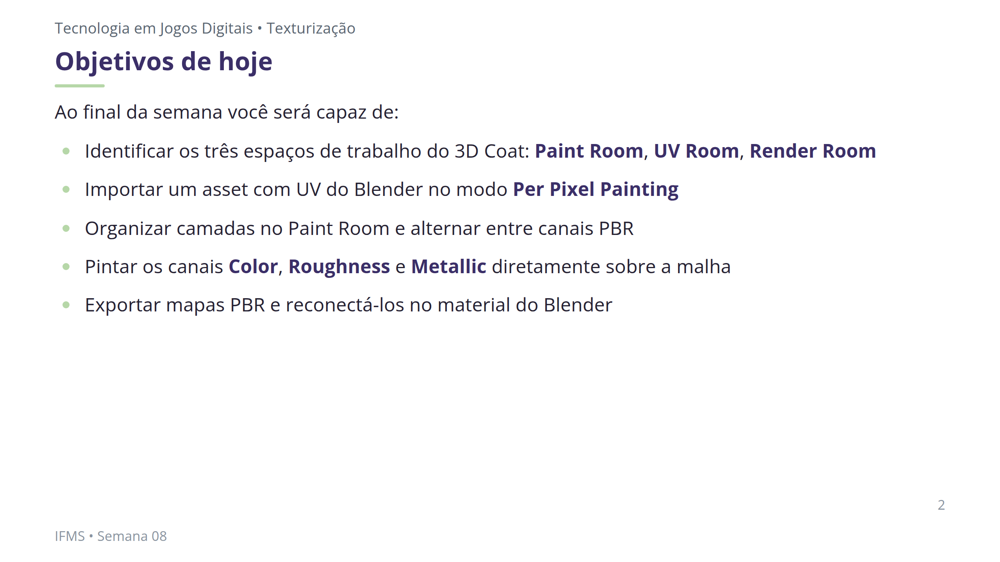 Tecnologia em Jogos Digitais • Texturização
Objetivos de hoje
Ao final da semana você será capaz de:
• Identificar os três espaços de trabalho do 3D Coat: Paint Room, UV Room, Render Room
• Importar um asset com UV do Blender no modo Per Pixel Painting
• Organizar camadas no Paint Room e alternar entre canais PBR
• Pintar os canais Color, Roughness e Metallic diretamente sobre a malha
• Exportar mapas PBR e reconectá-los no material do Blender
2
IFMS • Semana 08